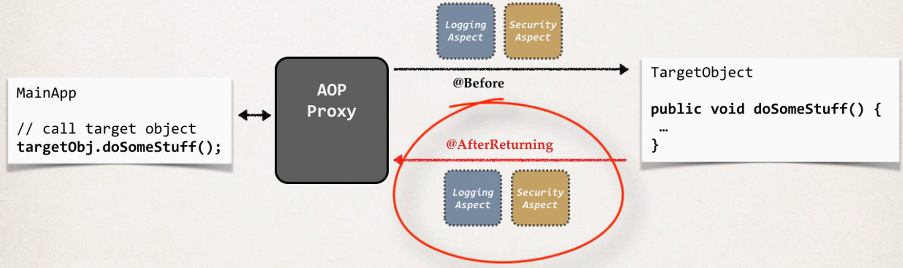 MainApp
// call target object
targetObj.doSomeStuff();
AOP
Proxy
Logging
Aspect
Security
Aspect
@Before
@AfterReturning
Logging
Aspect
Security
Aspect
TargetObject
public void doSomeStuff() {
…
}